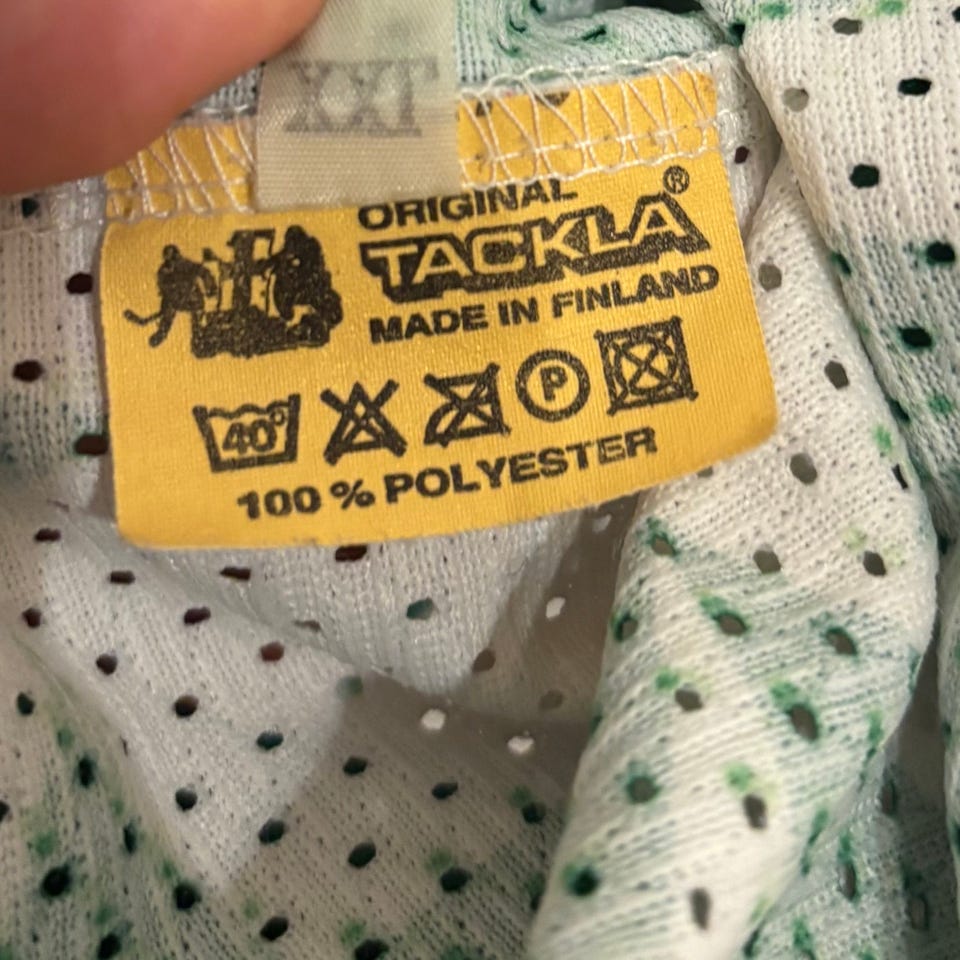 XXL
ORIGINAL
TACKLA®
MADE IN FINLAND
40°
P
100 % POLYESTER